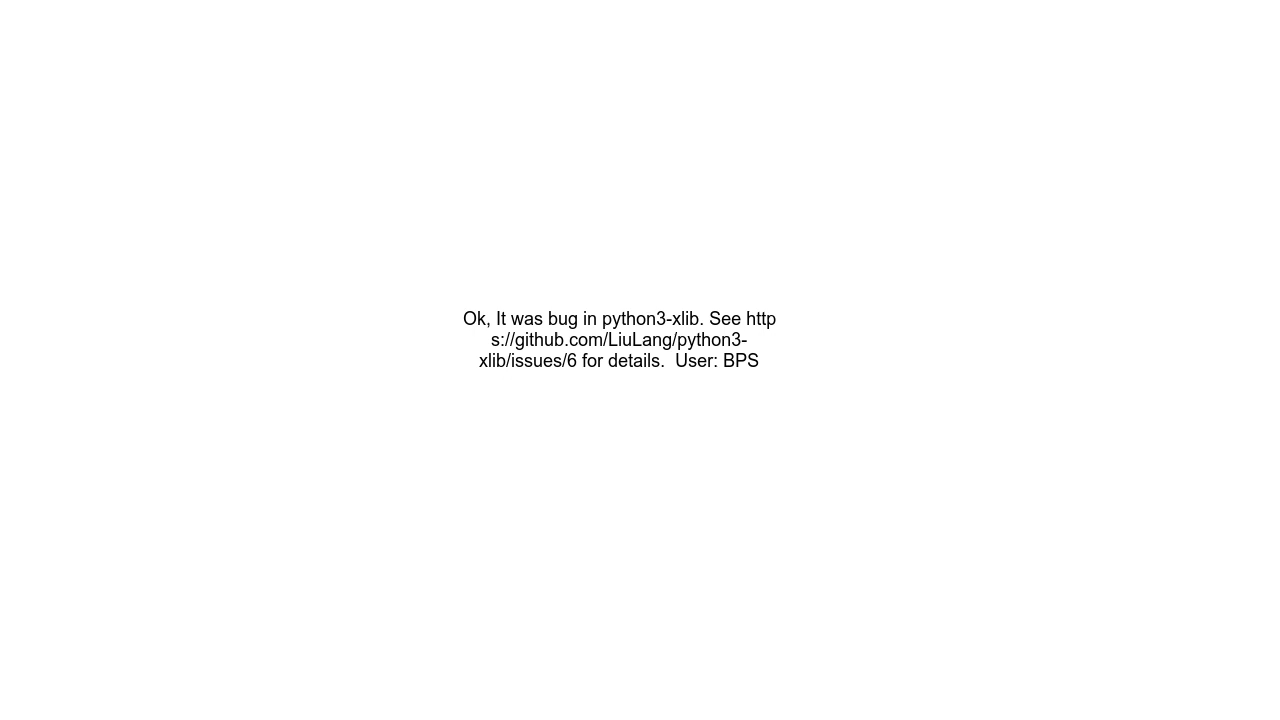 Ok, It was bug in python3-xlib. See http
s://github.com/LiuLang/python3-
xlib/issues/6 for details.  User: BPS